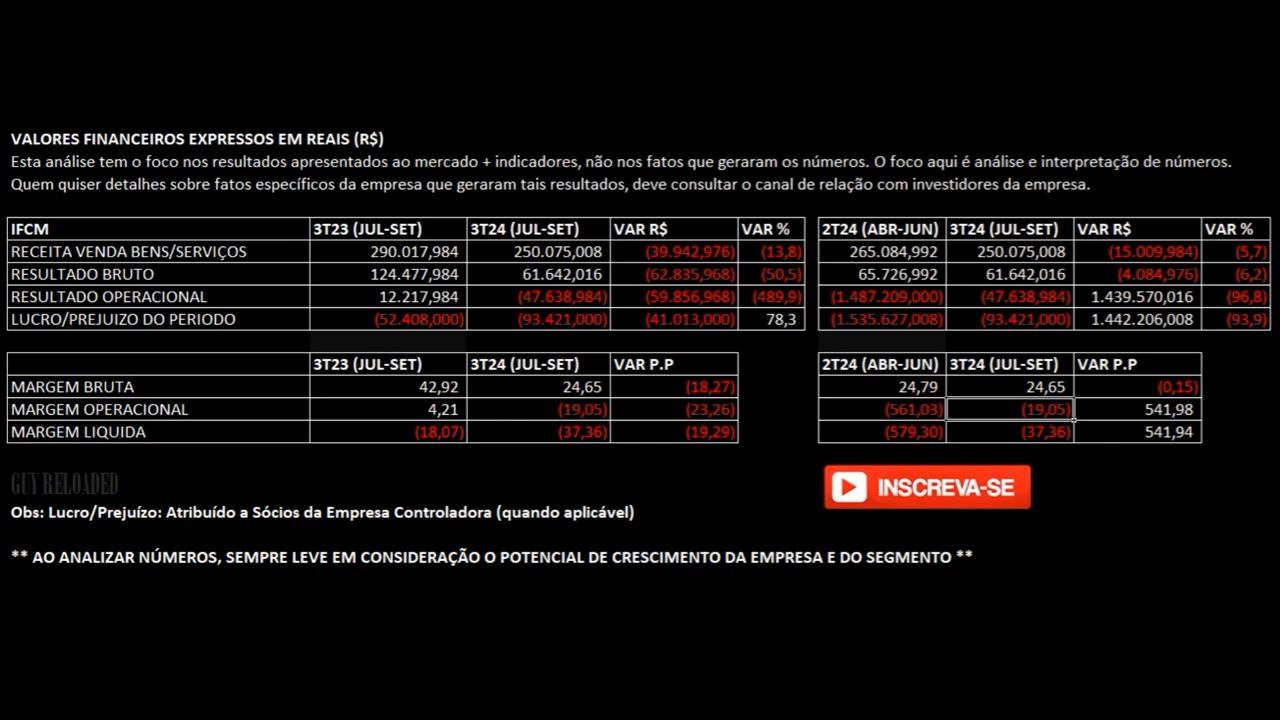 VALORES FINANCEIROS EXPRESSOS EM REAIS (R$)
Esta análise tem o foco nos resultados apresentados ao mercado + indicadores, não nos fatos que geraram os números. O foco aqui é análise e interpretação de números.
Quem quiser detalhes sobre fatos específicos da empresa que geraram tais resultados, deve consultar o canal de relação com investidores da empresa.
IFCM 3T23 (JUL-SET) 3T24 (JUL-SET) VAR R$ VAR % 2T24 (ABR-JUN) 3T24 (JUL-SET) VAR R$ VAR %
RECEITA VENDA BENS/SERVIÇOS 290.017,984 250.075,008 (39.942,976) (13,8) 265.084,992 250.075,008 (15.009,984) (5,7)
RESULTADO BRUTO 124.477,984 61.642,016 (62.835,968) (50,5) 65.726,992 61.642,016 (4.084,976) (6,2)
RESULTADO OPERACIONAL 12.217,984 (47.638,984) (59.856,968) (489,9) (1.487.209,000) (47.638,984) 1.439.570,016 (96,8)
LUCRO/PREJUIZO DO PERIODO (52.408,000) (93.421,000) (41.013,000) 78,3 (1.535.627,008) (93.421,000) 1.442.206,008 (93,9)
3T23 (JUL-SET) 3T24 (JUL-SET) VAR P.P 2T24 (ABR-JUN) 3T24 (JUL-SET) VAR P.P
MARGEM BRUTA 42,92 24,65 (18,27) 24,79 24,65 (0,15)
MARGEM OPERACIONAL 4,21 (19,05) (23,26) (561,03) (19,05) 541,98
MARGEM LIQUIDA (18,07) (37,36) (19,29) (579,30) (37,36) 541,94
GUY RELOADED
INSCREVA-SE
Obs: Lucro/Prejuízo: Atribuído a Sócios da Empresa Controladora (quando aplicável)
** AO ANALIZAR NÚMEROS, SEMPRE LEVE EM CONSIDERAÇÃO O POTENCIAL DE CRESCIMENTO DA EMPRESA E DO SEGMENTO **